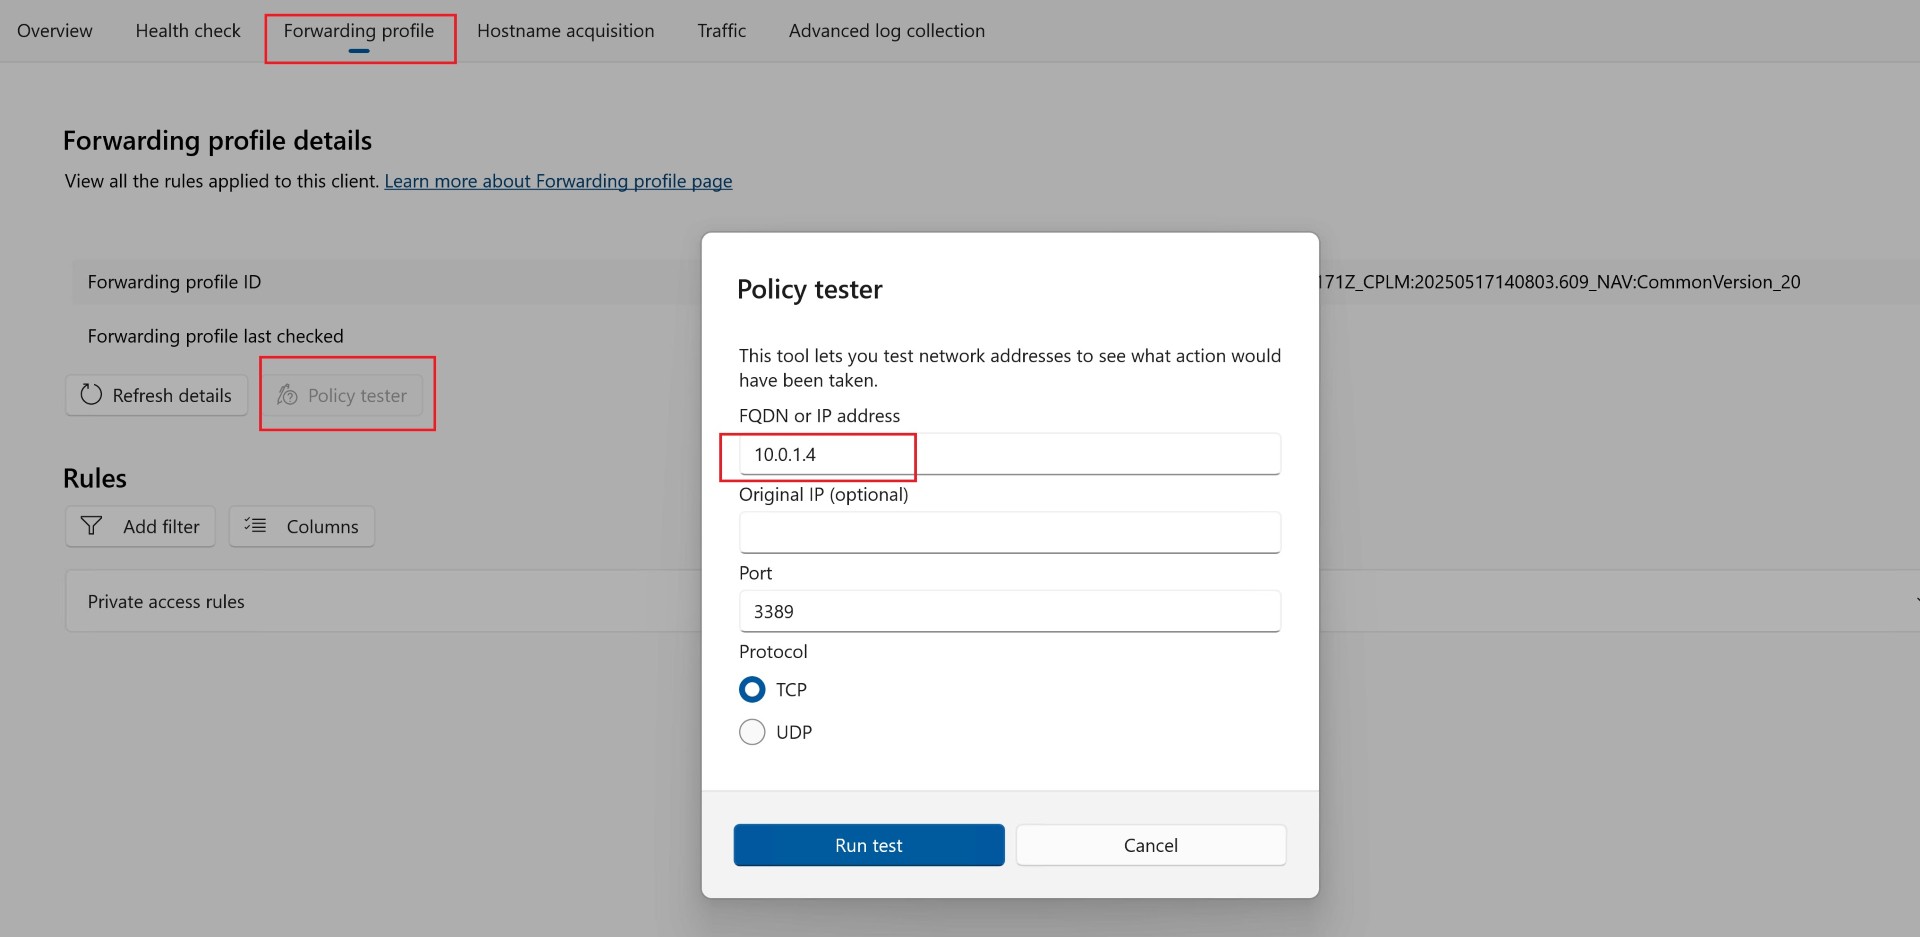 Overview Health check Forwarding profile Hostname acquisition Traffic Advanced log collection
Forwarding profile details
View all the rules applied to this client. Learn more about Forwarding profile page
Forwarding profile ID
171Z_CPLM:20250517140803.609_NAV:CommonVersion_20
Forwarding profile last checked
Refresh details Policy tester
Rules
Add filter Columns
Private access rules
Policy tester
This tool lets you test network addresses to see what action would
have been taken.
FQDN or IP address
10.0.1.4
Original IP (optional)
Port
3389
Protocol
TCP
UDP
Run test Cancel